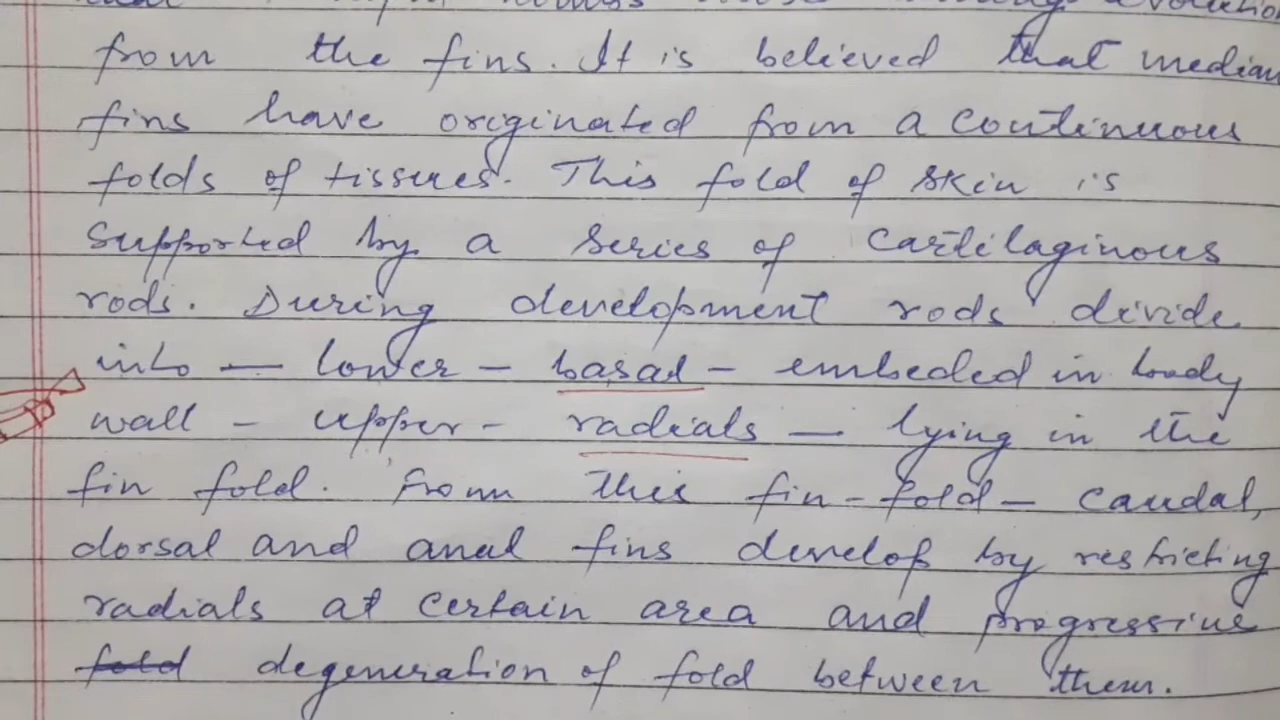 from the fins. It is believed that median
fins have originated from a continuous
folds of tissues. This fold of skin is
supported by a series of cartilaginous
rods. During development rods divide
into — lower – basal – embeded in body
wall – upper – radials — lying in the
fin fold. From this fin-fold — caudal,
dorsal and anal fins develop by restricting
radials at certain area and progressive
fold degeneration of fold between them.